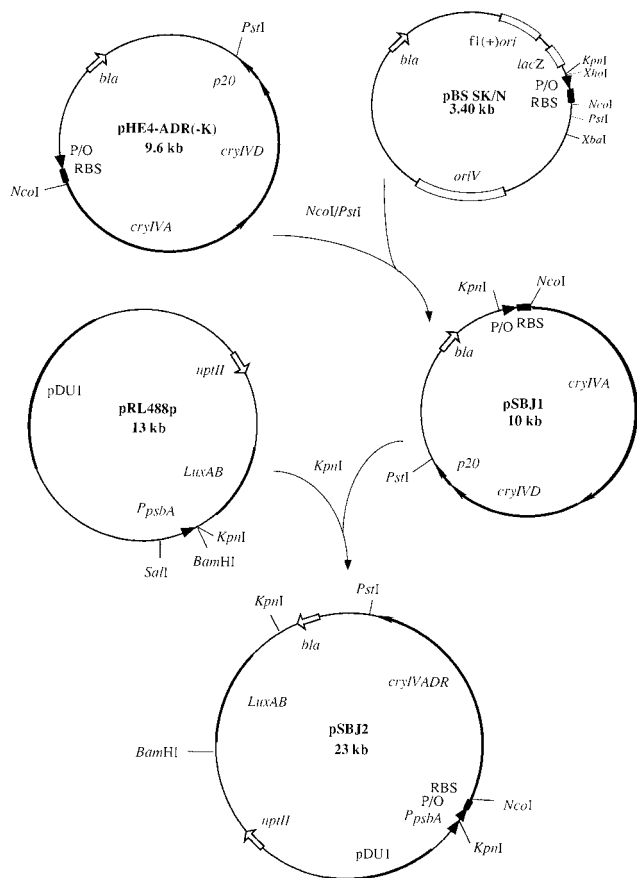 PstI
bla
p20
pHE4-ADR(-K)
9.6 kb
P/O
RBS
cryIVD
NcoI
cryIVA
f1(+)ori
lacZ
KpnI
XhoI
bla
P/O
RBS
pBS SK/N
3.40 kb
NcoI
PstI
XbaI
oriV
NcoI/PstI
KpnI
NcoI
P/O RBS
bla
cryIVA
pSBJ1
10 kb
PstI
p20
cryIVD
nptII
pDU1
pRL488p
13 kb
LuxAB
PpsbA
KpnI
BamHI
SalI
KpnI
PstI
KpnI
bla
cryIVADR
LuxAB
pSBJ2
23 kb
BamHI
RBS
P/O
PpsbA
NcoI
nptII
pDU1
KpnI